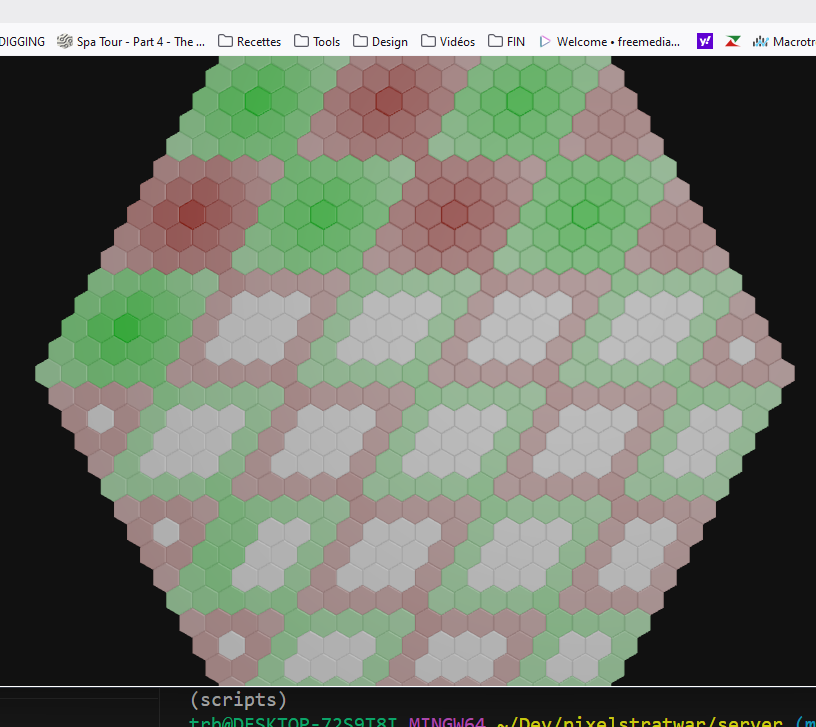 DIGGING Spa Tour - Part 4 - The ... Recettes Tools Design Vidéos FIN Welcome • freemedia... y! Macrotr
(scripts)
trb@DESKTOP-72S9T8I MINGW64 ~/Dev/pixelstratwar/server (m